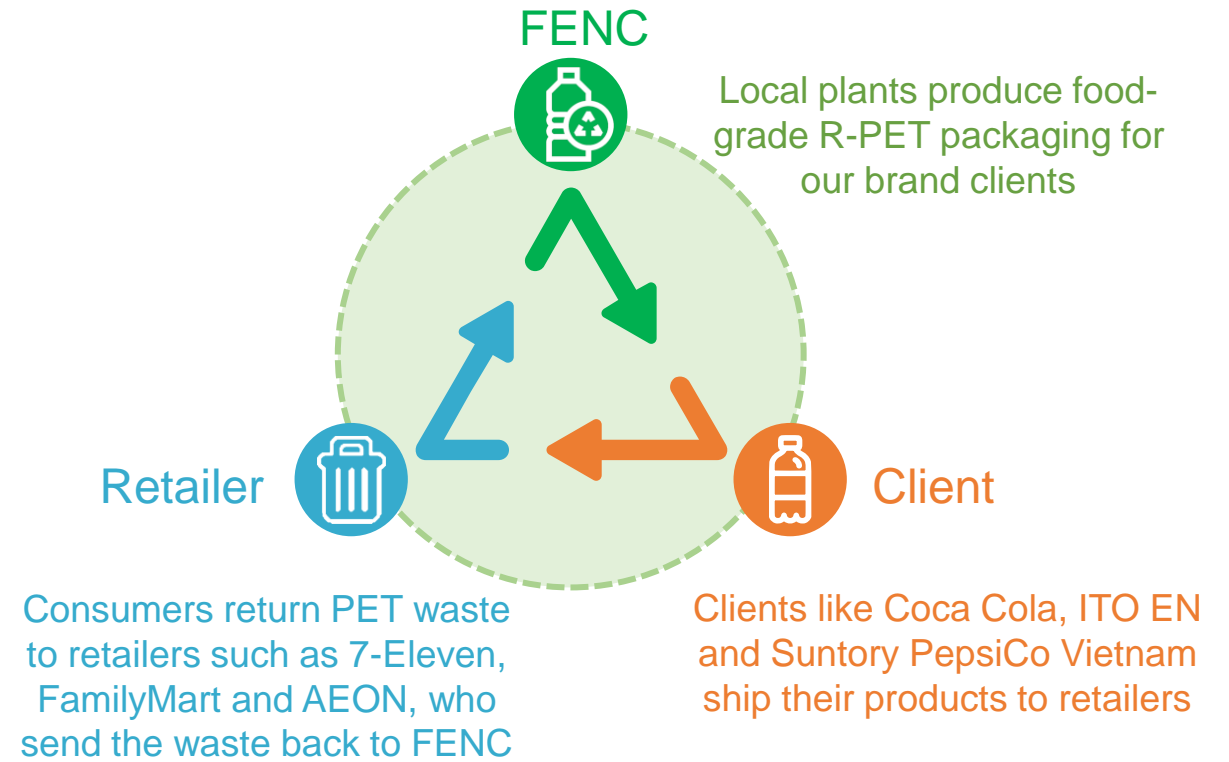 FENC
Local plants produce food-
grade R-PET packaging for
our brand clients
Retailer
Client
Consumers return PET waste
to retailers such as 7-Eleven,
FamilyMart and AEON, who
send the waste back to FENC
Clients like Coca Cola, ITO EN
and Suntory PepsiCo Vietnam
ship their products to retailers